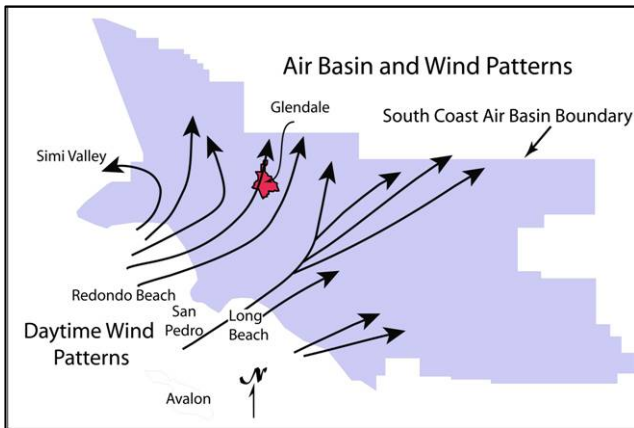 Air Basin and Wind Patterns
Glendale
South Coast Air Basin Boundary
Simi Valley
Redondo Beach
San
Pedro
Long
Beach
Daytime Wind
Patterns
Avalon
N